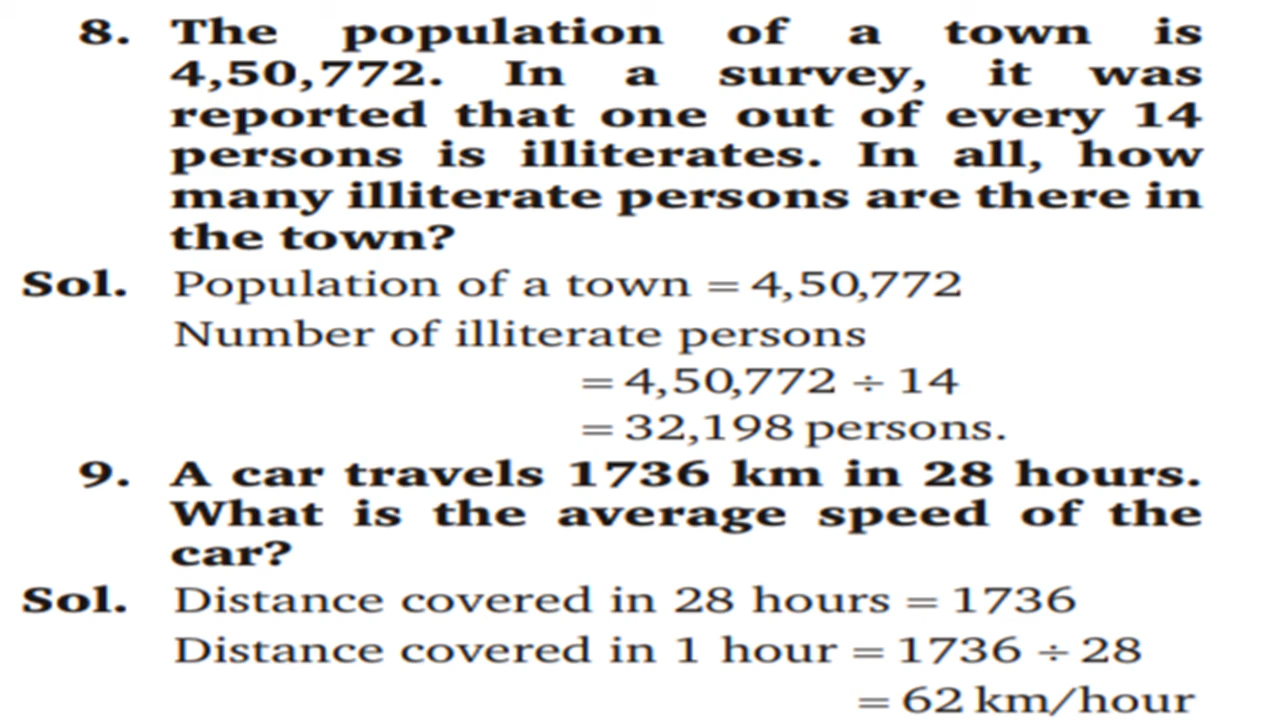 8. The population of a town is
4,50,772. In a survey, it was
reported that one out of every 14
persons is illiterates. In all, how
many illiterate persons are there in
the town?
Sol. Population of a town = 4,50,772
Number of illiterate persons
= 4,50,772 ÷ 14
= 32,198 persons.
9. A car travels 1736 km in 28 hours.
What is the average speed of the
car?
Sol. Distance covered in 28 hours = 1736
Distance covered in 1 hour = 1736 ÷ 28
= 62 km/hour